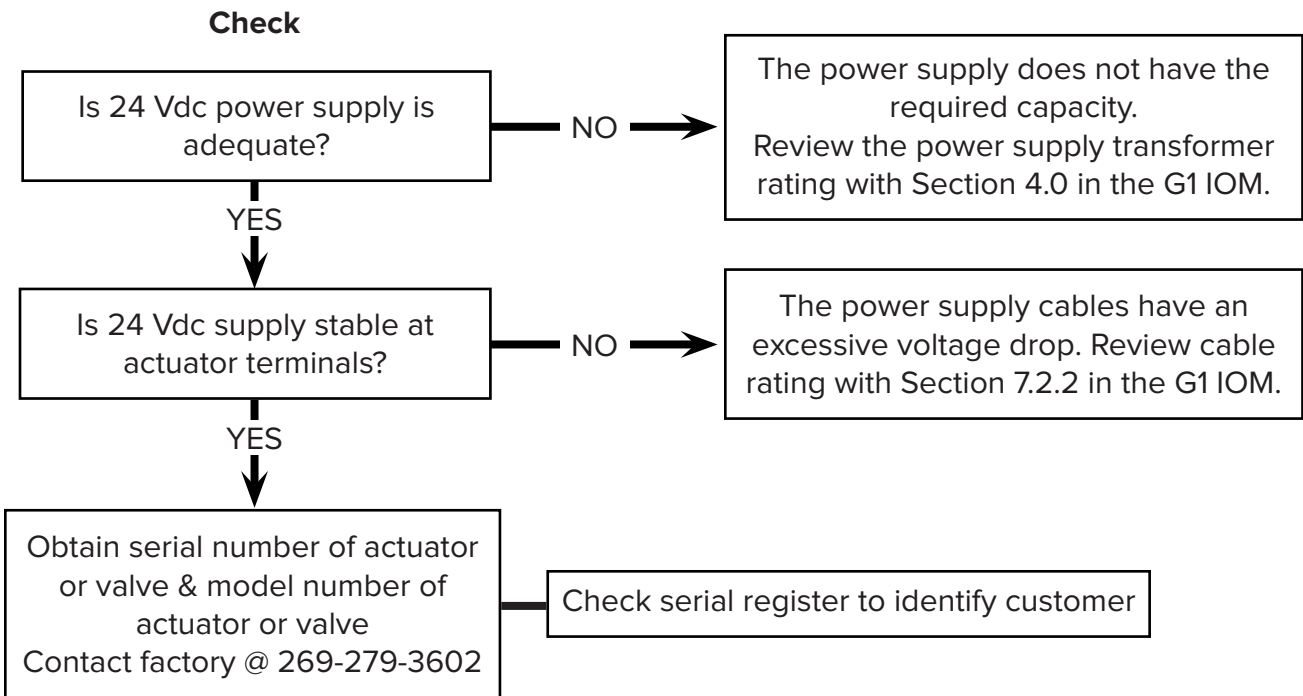 Check
Is 24 Vdc power supply is
adequate?
NO
The power supply does not have the
required capacity.
Review the power supply transformer
rating with Section 4.0 in the G1 IOM.
YES
Is 24 Vdc supply stable at
actuator terminals?
NO
The power supply cables have an
excessive voltage drop. Review cable
rating with Section 7.2.2 in the G1 IOM.
YES
Obtain serial number of actuator
or valve & model number of
actuator or valve
Contact factory @ 269-279-3602
Check serial register to identify customer